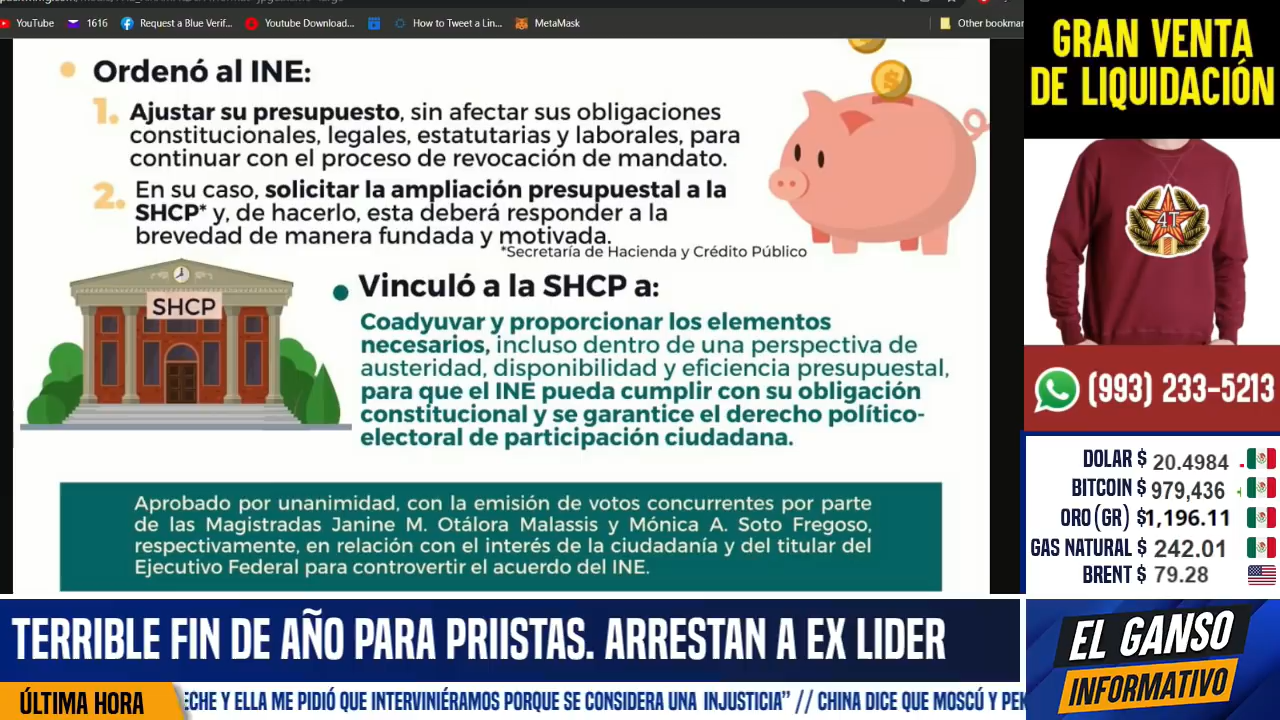 YouTube
1616
Request a Blue Verif...
Youtube Download...
How to Tweet a Lin...
MetaMask
Other bookmar
Ordenó al INE:
1. Ajustar su presupuesto, sin afectar sus obligaciones
constitucionales, legales, estatutarias y laborales, para
continuar con el proceso de revocación de mandato.
2. En su caso, solicitar la ampliación presupuestal a la
SHCP* y, de hacerlo, esta deberá responder a la
brevedad de manera fundada y motivada.
*Secretaría de Hacienda y Crédito Público
SHCP
Vinculó a la SHCP a:
Coadyuvar y proporcionar los elementos
necesarios, incluso dentro de una perspectiva de
austeridad, disponibilidad y eficiencia presupuestal,
para que el INE pueda cumplir con su obligación
constitucional y se garantice el derecho político-
electoral de participación ciudadana.
Aprobado por unanimidad, con la emisión de votos concurrentes por parte
de las Magistradas Janine M. Otálora Malassis y Mónica A. Soto Fregoso,
respectivamente, en relación con el interés de la ciudadanía y del titular del
Ejecutivo Federal para controvertir el acuerdo del INE.
GRAN VENTA
DE LIQUIDACIÓN
4T
(993) 233-5213
DOLAR $ 20.4984
BITCOIN $ 979,436
ORO(GR) $1,196.11
GAS NATURAL $ 242.01
BRENT $ 79.28
TERRIBLE FIN DE AÑO PARA PRIISTAS. ARRESTAN A EX LIDER
EL GANSO
INFORMATIVO
ÚLTIMA HORA
ECHE Y ELLA ME PIDIÓ QUE INTERVINIÉRAMOS PORQUE SE CONSIDERA UNA INJUSTICIA" // CHINA DICE QUE MOSCÚ Y PEK